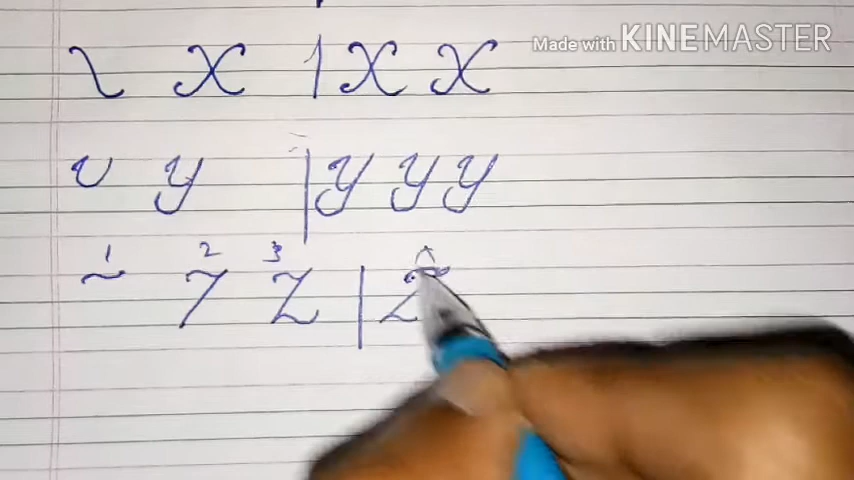 Made with KINEMASTER
x | x x
y | y y y
1 2 3
z | z